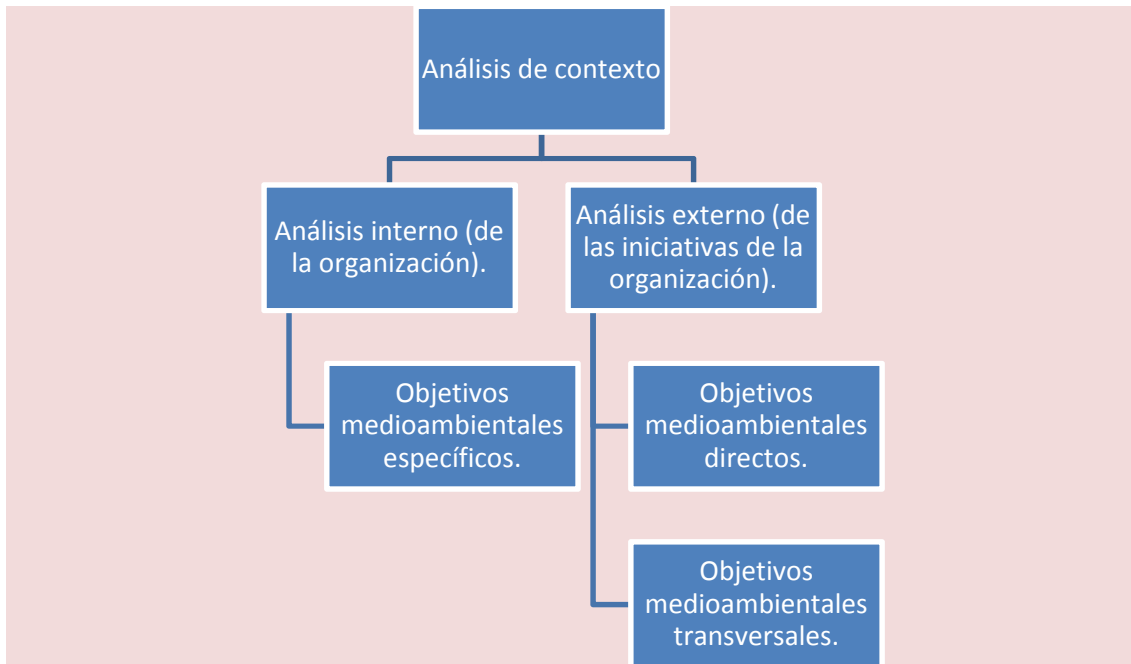 Análisis de contexto
Análisis interno (de
la organización).
Análisis externo (de
las iniciativas de la
organización).
Objetivos
medioambientales
específicos.
Objetivos
medioambientales
directos.
Objetivos
medioambientales
transversales.